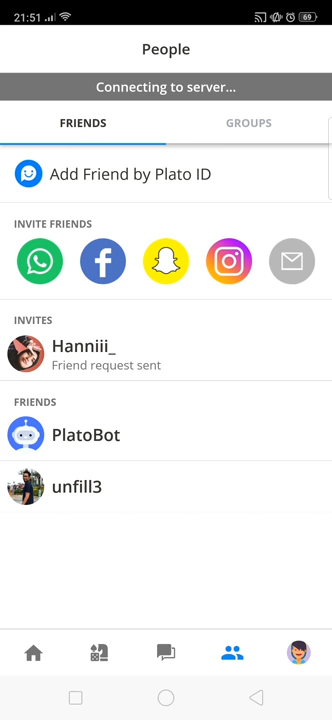 21:51
69
People
Connecting to server...
FRIENDS
GROUPS
Add Friend by Plato ID
INVITE FRIENDS
INVITES
Hanniii_
Friend request sent
FRIENDS
PlatoBot
unfill3